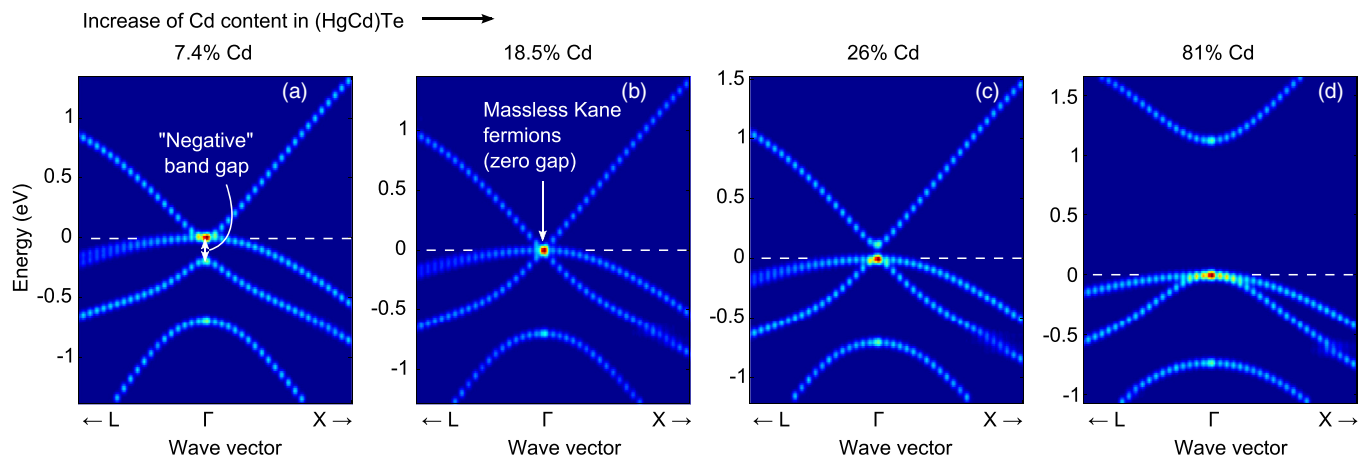 Increase of Cd content in (HgCd)Te
7.4% Cd
18.5% Cd
26% Cd
81% Cd
(a)
"Negative"
band gap
(b)
Massless Kane
fermions
(zero gap)
(c)
(d)
Energy (eV)
1
0.5
0
-0.5
-1
1
0.5
0
-0.5
-1
1.5
1
0.5
0
-0.5
-1
1.5
1
0.5
0
-0.5
-1
← L Γ X →
← L Γ X →
← L Γ X →
← L Γ X →
Wave vector
Wave vector
Wave vector
Wave vector